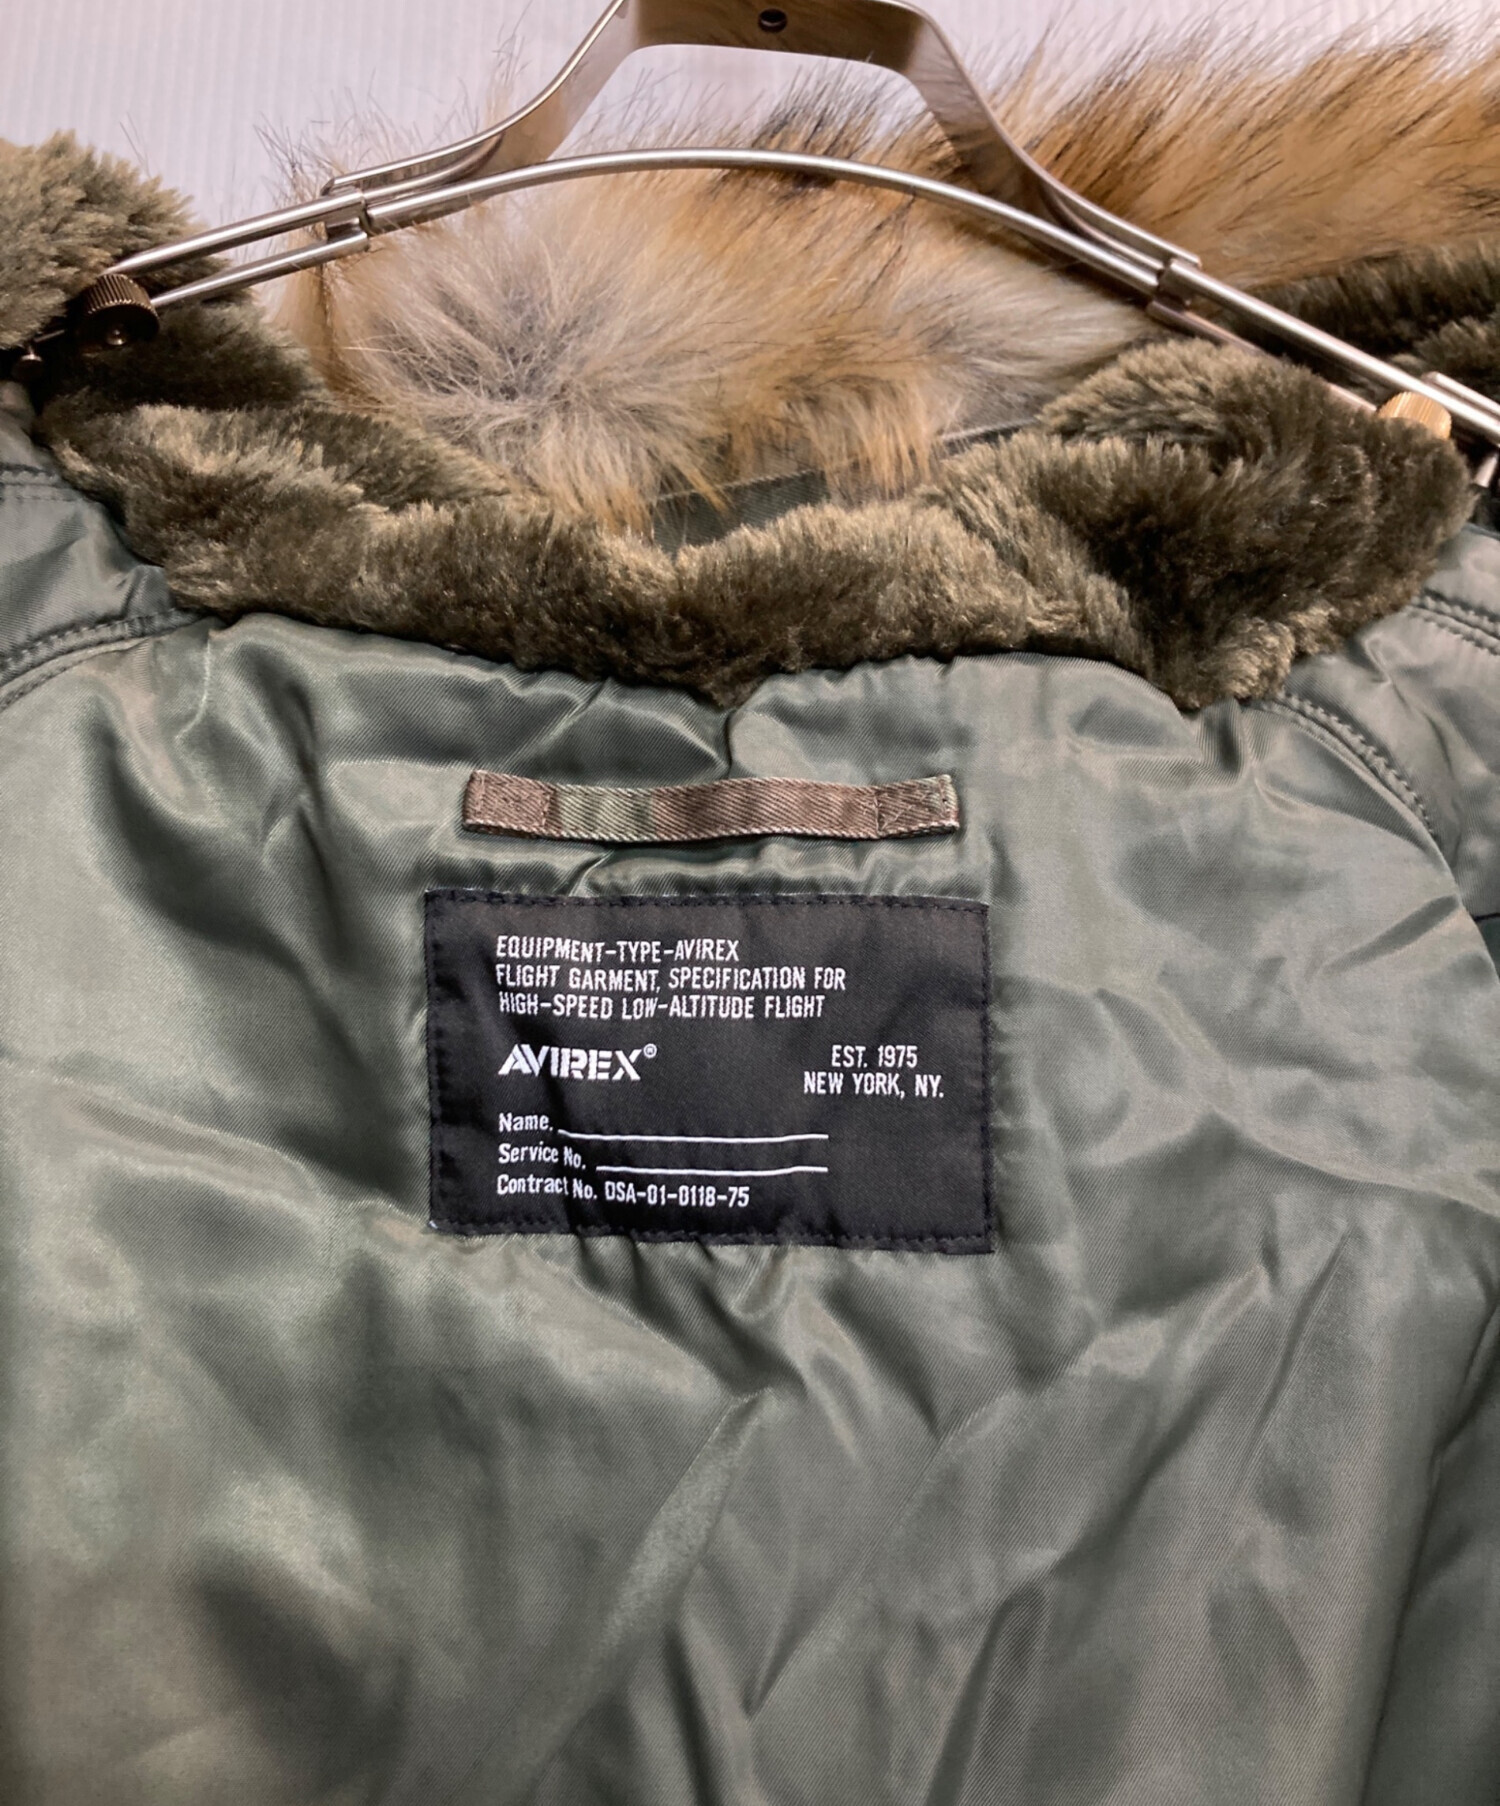 EQUIPMENT-TYPE-AVIREX
FLIGHT GARMENT, SPECIFICATION FOR
HIGH-SPEED LOW-ALTITUDE FLIGHT
AVIREX®
EST. 1975
NEW YORK, NY.
Name.
Service No.
Contract No. DSA-01-0118-75